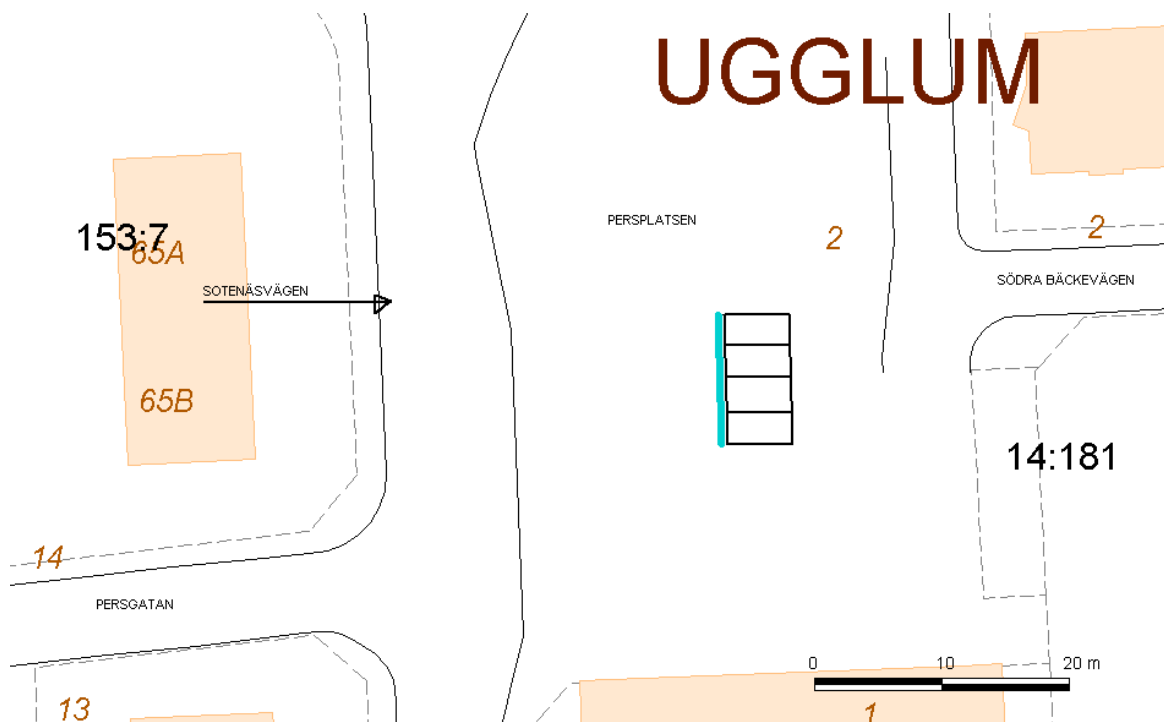 UGGLUM
PERSPLATSEN
2
2
153:7
65A
SOTENÄSVÄGEN
SÖDRA BÄCKEVÄGEN
65B
14:181
14
PERSGATAN
0 10 20 m
13
1